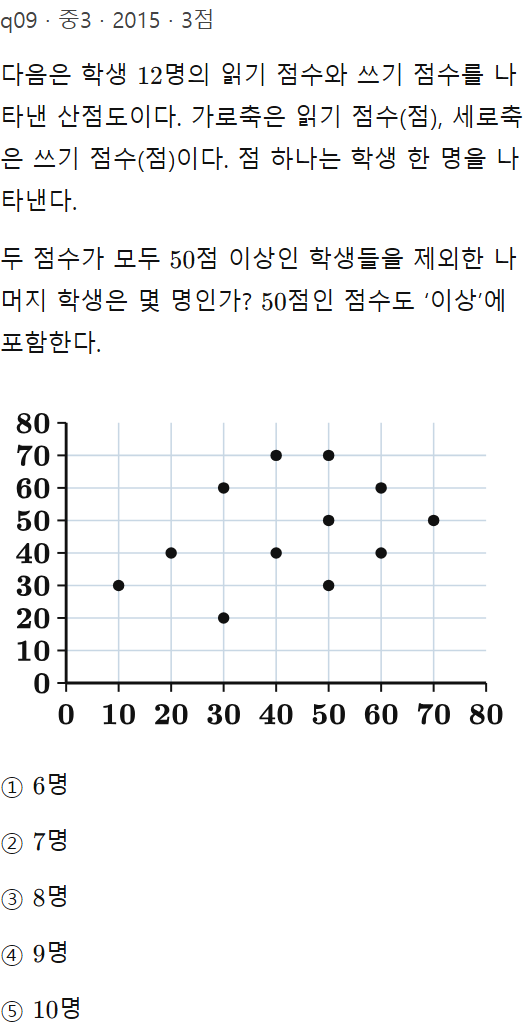 q09 · 중3 · 2015 · 3점
다음은 학생 12명의 읽기 점수와 쓰기 점수를 나
타낸 산점도이다. 가로축은 읽기 점수(점), 세로축
은 쓰기 점수(점)이다. 점 하나는 학생 한 명을 나
타낸다.
두 점수가 모두 50점 이상인 학생들을 제외한 나
머지 학생은 몇 명인가? 50점인 점수도 ‘이상’에
포함한다.
80
70
60
50
40
30
20
10
0
0 10 20 30 40 50 60 70 80
① 6명
② 7명
③ 8명
④ 9명
⑤ 10명